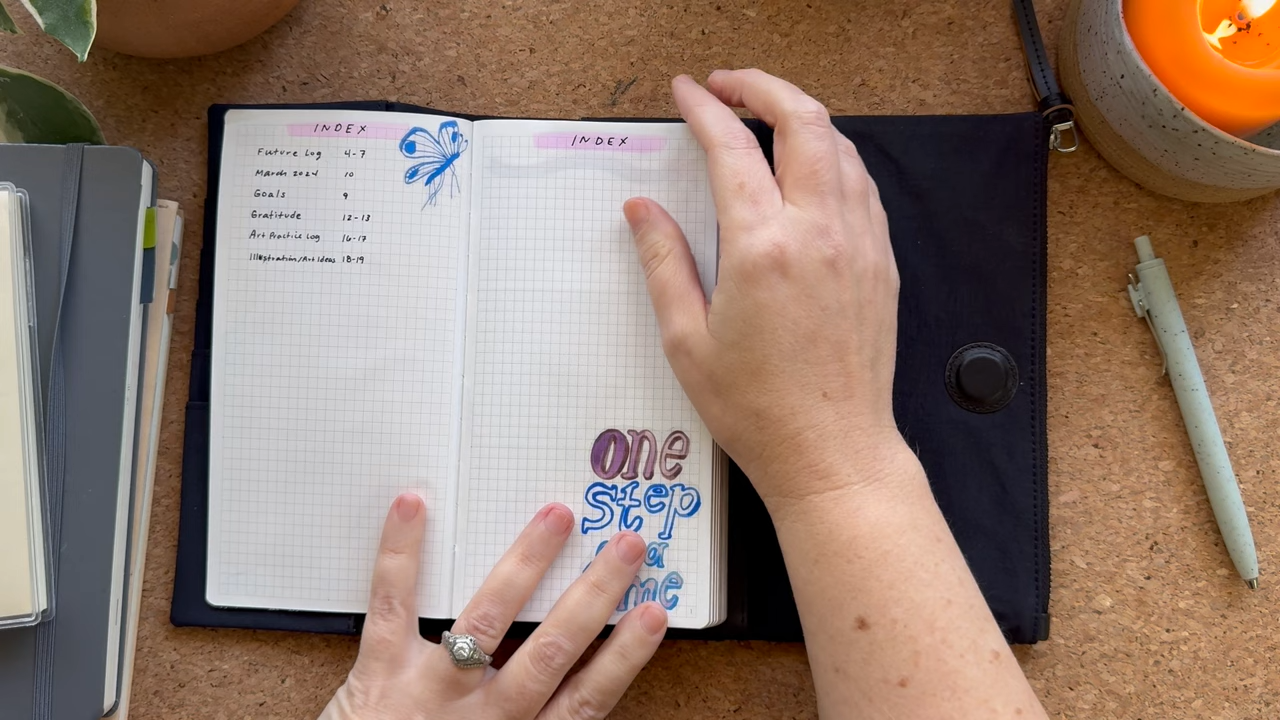 INDEX
Future Log 4-7
March 2024 10
Goals 9
Gratitude 12-13
Art Practice Log 16-17
Illustration/Art Ideas 18-19
INDEX
one
Step
a